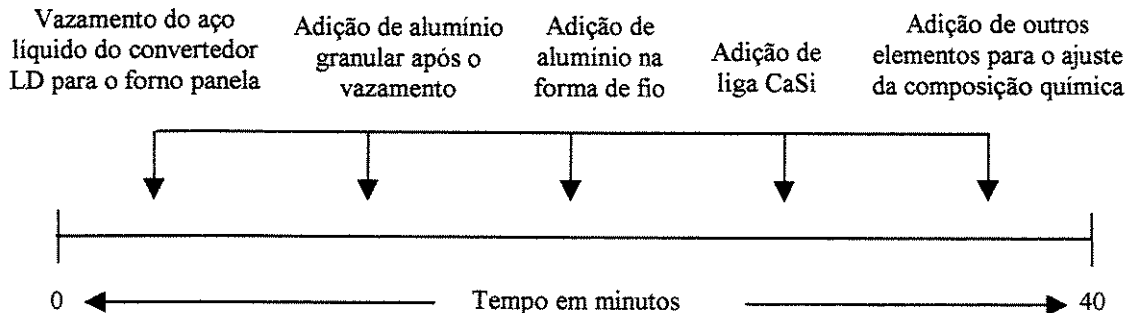 Vazamento do aço
líquido do convertedor
LD para o forno panela
Adição de alumínio
granular após o
vazamento
Adição de
alumínio na
forma de fio
Adição de
liga CaSi
Adição de outros
elementos para o ajuste
da composição química
0
Tempo em minutos
40